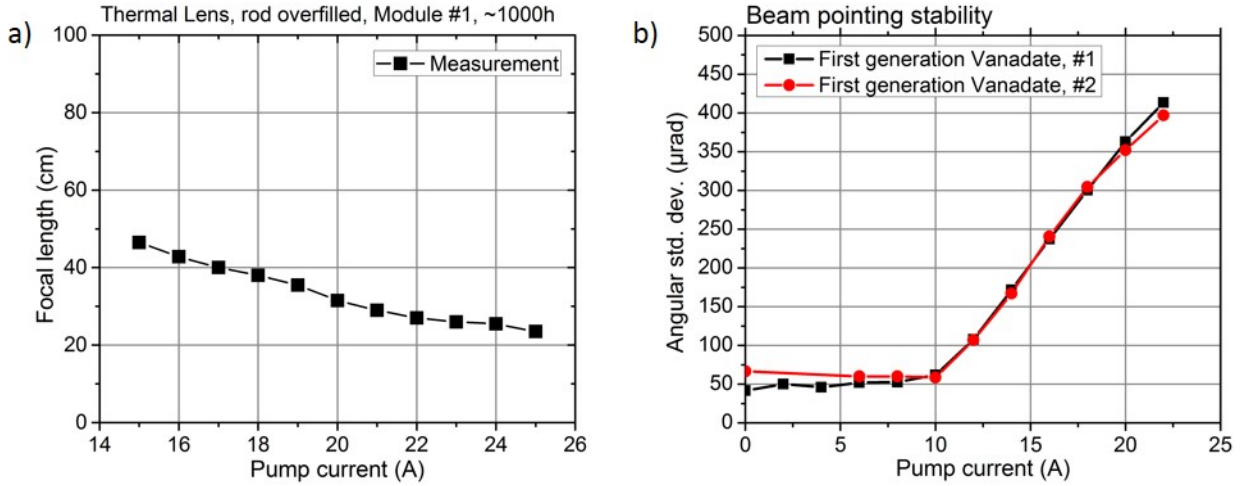 a)
Thermal Lens, rod overfilled, Module #1, ~1000h
Measurement
Focal length (cm)
100
80
60
40
20
0
14 16 18 20 22 24 26
Pump current (A)
b)
Beam pointing stability
First generation Vanadate, #1
First generation Vanadate, #2
Angular std. dev. (µrad)
500
450
400
350
300
250
200
150
100
50
0
0 5 10 15 20 25
Pump current (A)